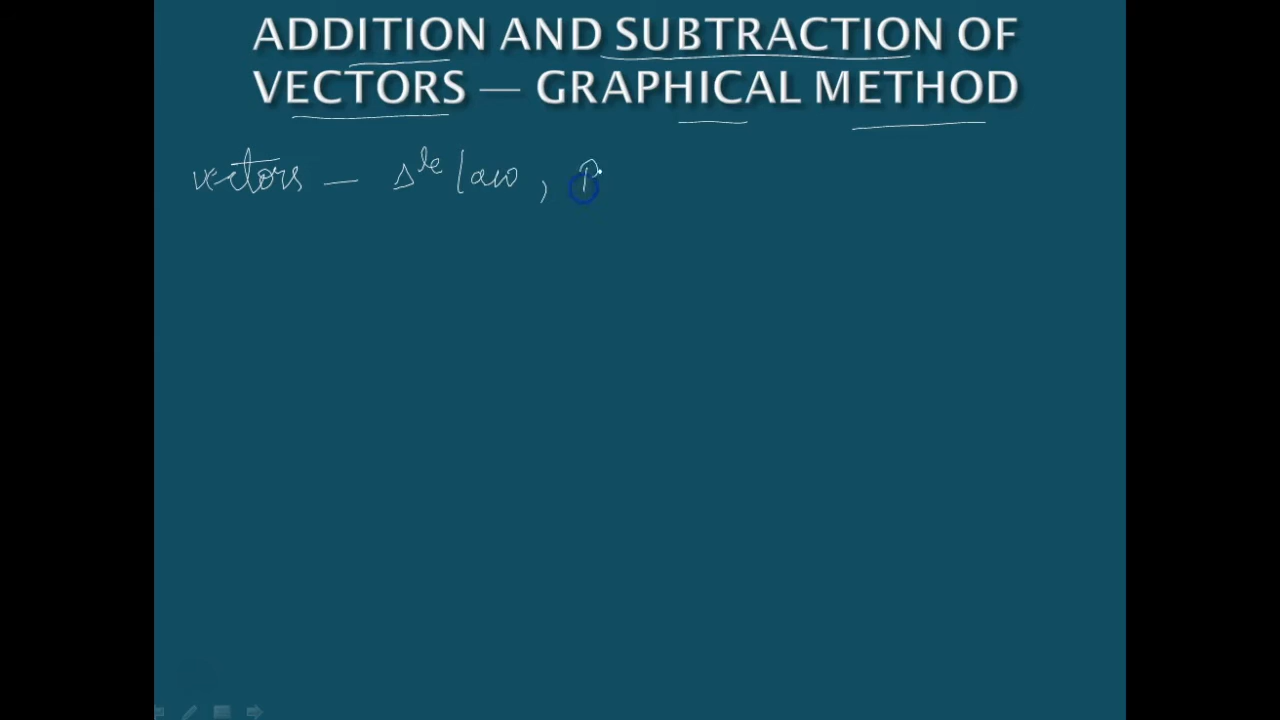 ADDITION AND SUBTRACTION OF
VECTORS — GRAPHICAL METHOD
vectors — Δle law, P